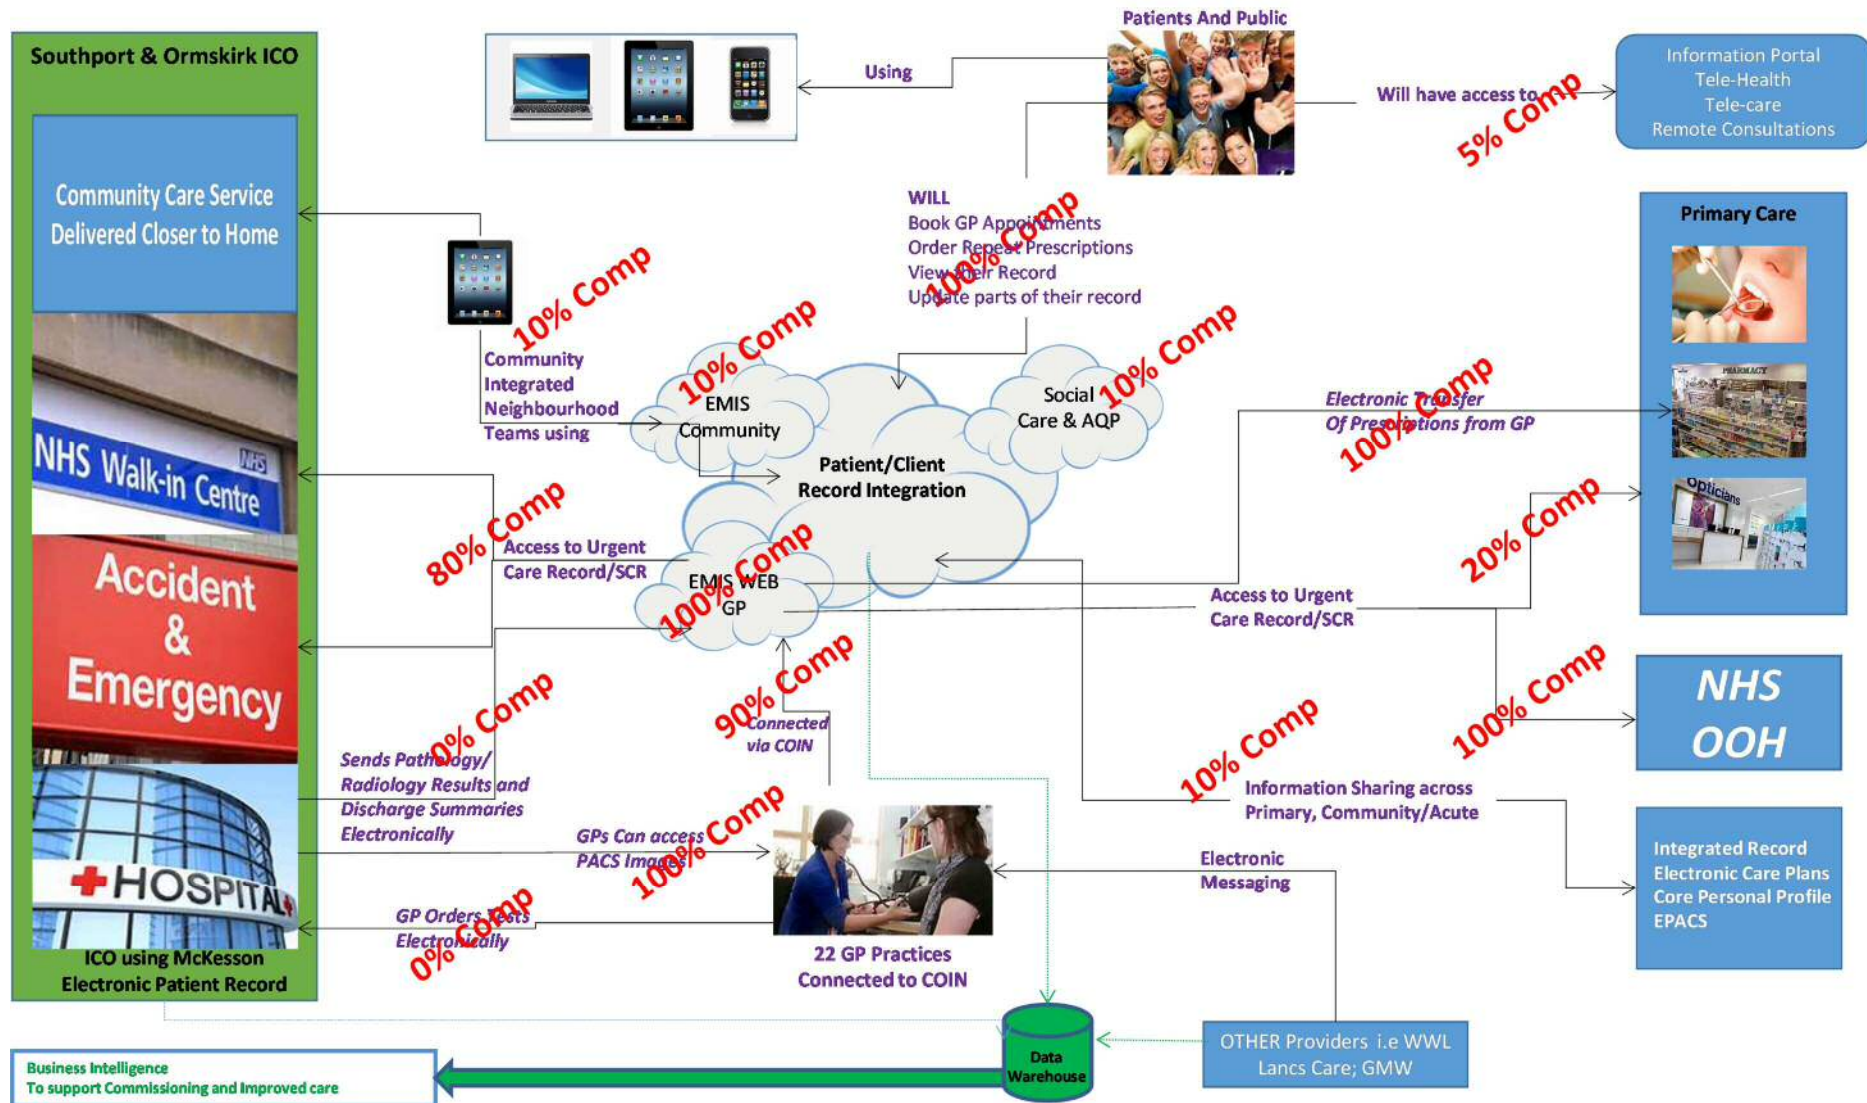 Patients And Public
Southport & Ormskirk ICO
Using
Will have access to
5% Comp
Information Portal
Tele-Health
Tele-care
Remote Consultations
Community Care Service
Delivered Closer to Home
WILL
Book GP Appointments
Order Repeat Prescriptions
View their Record
Update parts of their record
100% Comp
Primary Care
10% Comp
Community
Integrated
Neighbourhood
Teams using
10% Comp
EMIS
Community
10% Comp
Social
Care & AQP
Patient/Client
Record Integration
Electronic Transfer
Of Prescriptions from GP
100% Comp
PHARMACY
Opticians
NHS Walk-in Centre
NHS
80% Comp
Access to Urgent
Care Record/SCR
EMIS WEB
GP
100% Comp
20% Comp
Access to Urgent
Care Record/SCR
Accident
&
Emergency
90% Comp
Connected
via COIN
100% Comp
NHS
OOH
0% Comp
Sends Pathology/
Radiology Results and
Discharge Summaries
Electronically
10% Comp
Information Sharing across
Primary, Community/Acute
HOSPITAL
GPs Can access
PACS Images
100% Comp
Electronic
Messaging
Integrated Record
Electronic Care Plans
Core Personal Profile
EPACS
GP Orders Tests
Electronically
0% Comp
22 GP Practices
Connected to COIN
ICO using McKesson
Electronic Patient Record
OTHER Providers i.e WWL
Lancs Care; GMW
Data
Warehouse
Business Intelligence
To support Commissioning and Improved care